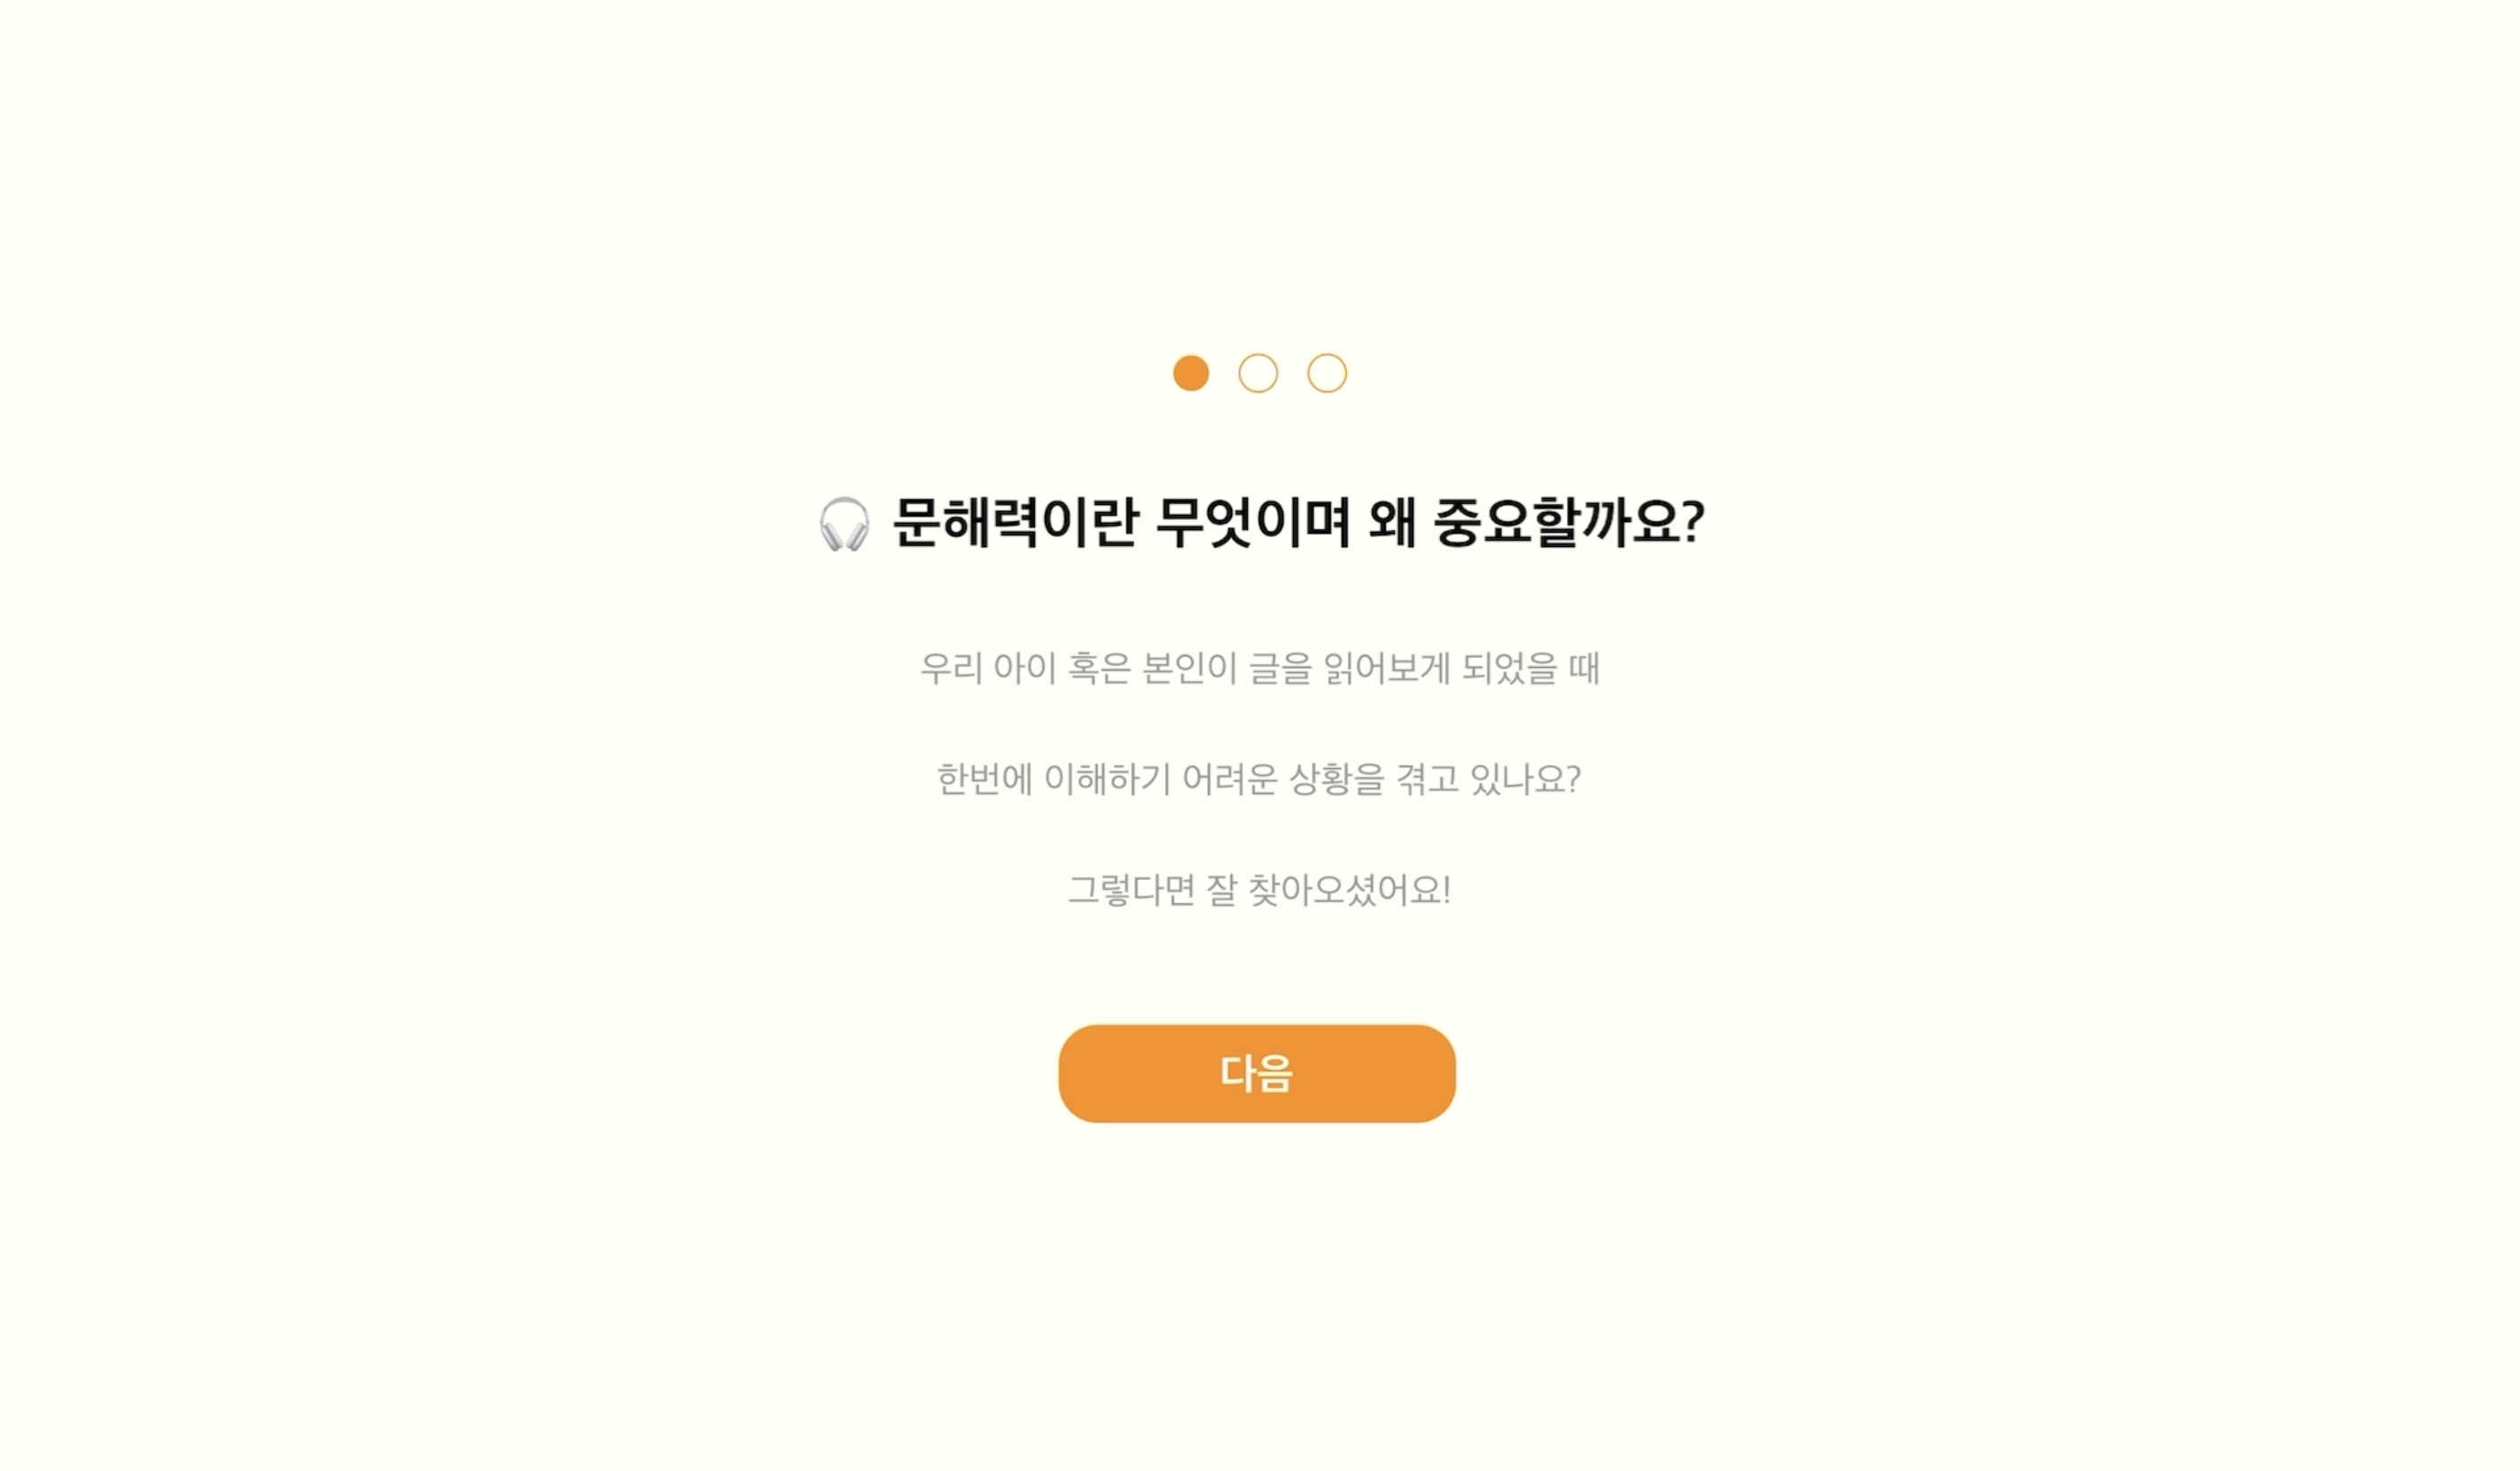 🎧 문해력이란 무엇이며 왜 중요할까요?
우리 아이 혹은 본인이 글을 읽어보게 되었을 때
한번에 이해하기 어려운 상황을 겪고 있나요?
그렇다면 잘 찾아오셨어요!
다음